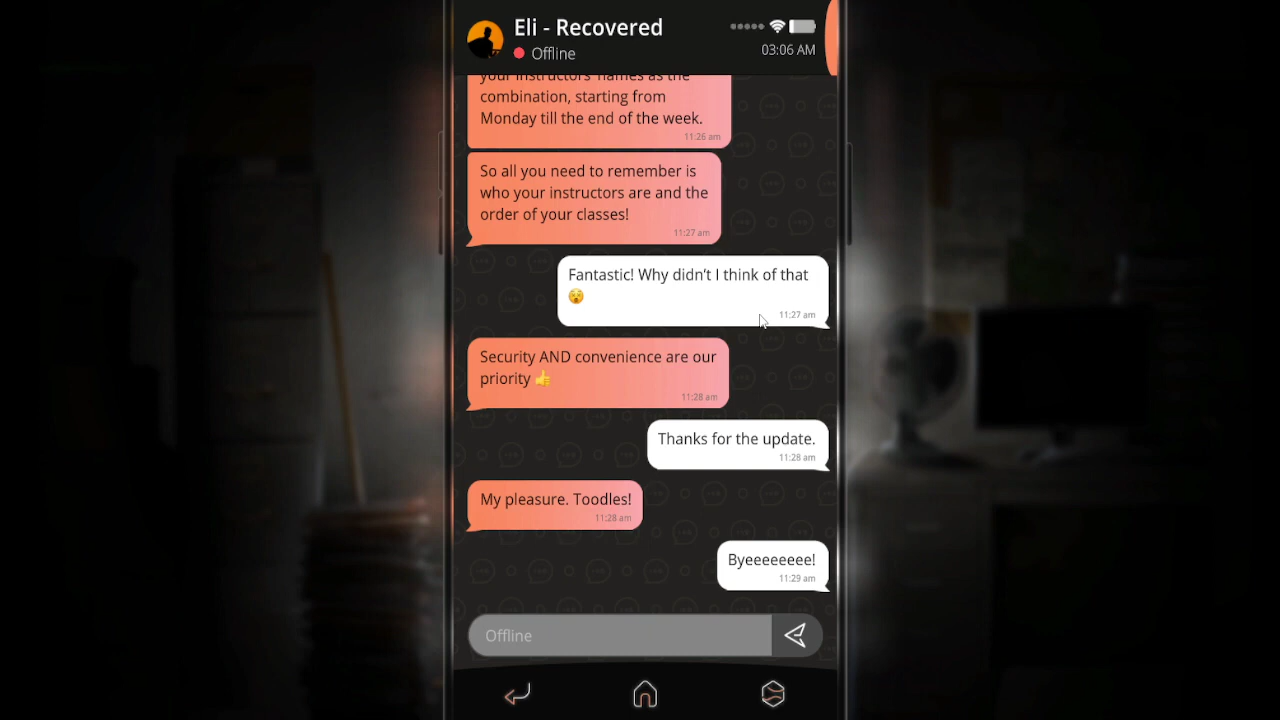 Eli - Recovered
Offline
03:06 AM
your instructors' names as the
combination, starting from
Monday till the end of the week.
11:26 am
So all you need to remember is
who your instructors are and the
order of your classes!
11:27 am
Fantastic! Why didn't I think of that
😵
11:27 am
Security AND convenience are our
priority 👍
11:28 am
Thanks for the update.
11:28 am
My pleasure. Toodles!
11:28 am
Byeeeeeeee!
11:29 am
Offline